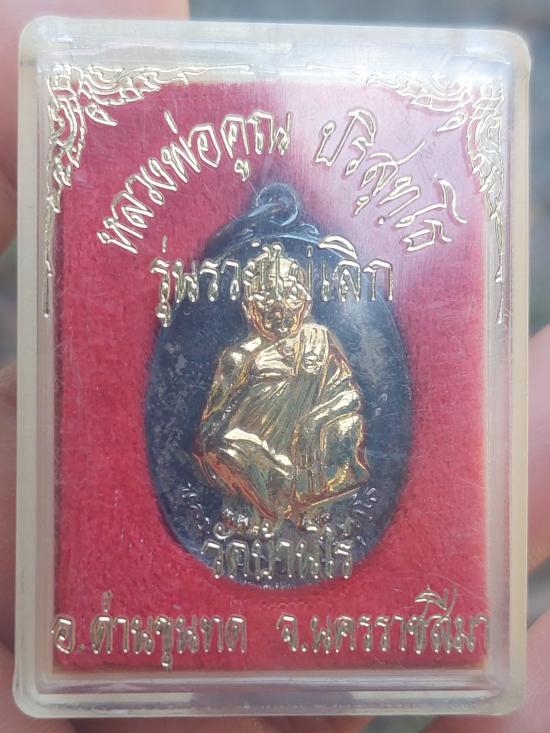 หลวงพ่อคูณ ปริสุทฺโธ
รุ่นรวยไม่เลิก
วัดบ้านไร่
อ.ด่านขุนทด จ.นครราชสีมา